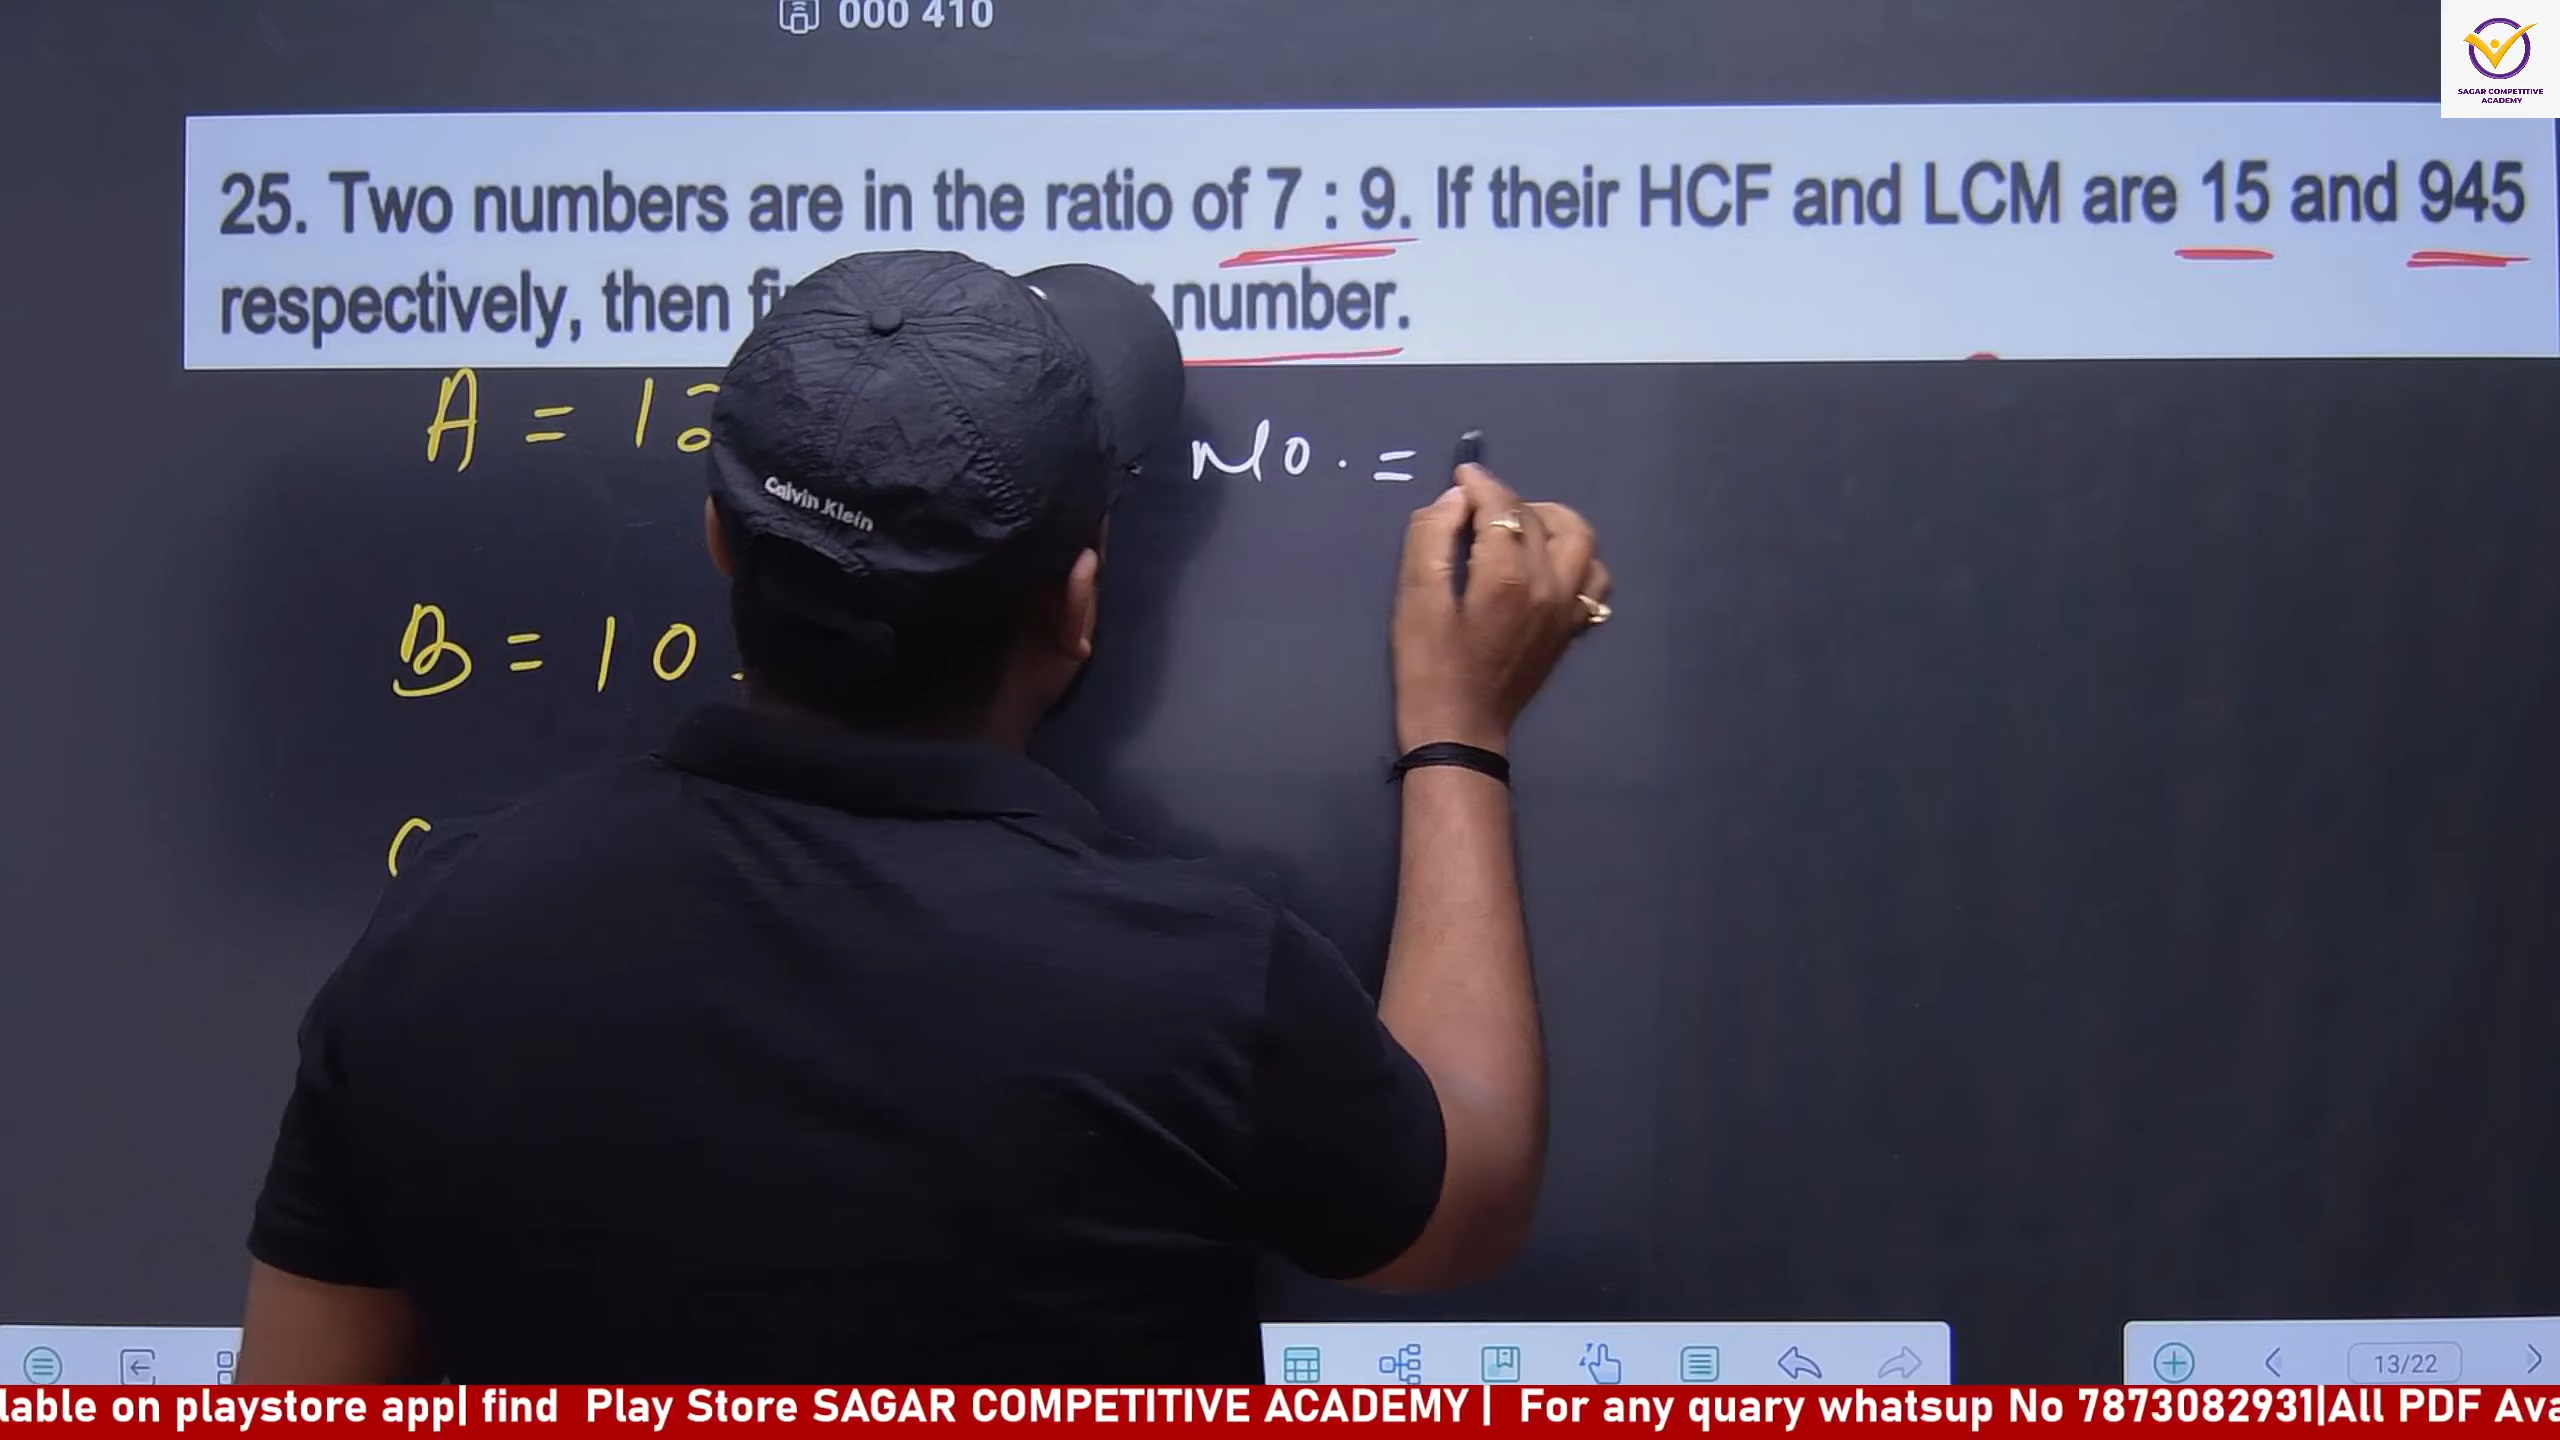 000 410
SAGAR COMPETITIVE
ACADEMY
25. Two numbers are in the ratio of 7 : 9. If their HCF and LCM are 15 and 945
respectively, then number.
A = 1
No. =
B = 10
Calvin Klein
13/22
lable on playstore app| find Play Store SAGAR COMPETITIVE ACADEMY | For any quary whatsup No 7873082931|All PDF Ava